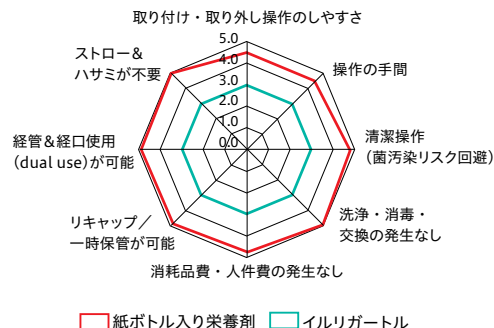 取り付け・取り外し操作のしやすさ
5.0
4.0
3.0
2.0
1.0
0.0
操作の手間
清潔操作
（菌汚染リスク回避）
洗浄・消毒・
交換の発生なし
消耗品費・人件費の発生なし
リキャップ／
一時保管が可能
経管＆経口使用
（dual use）が可能
ストロー＆
ハサミが不要
紙ボトル入り栄養剤 イルリガートル